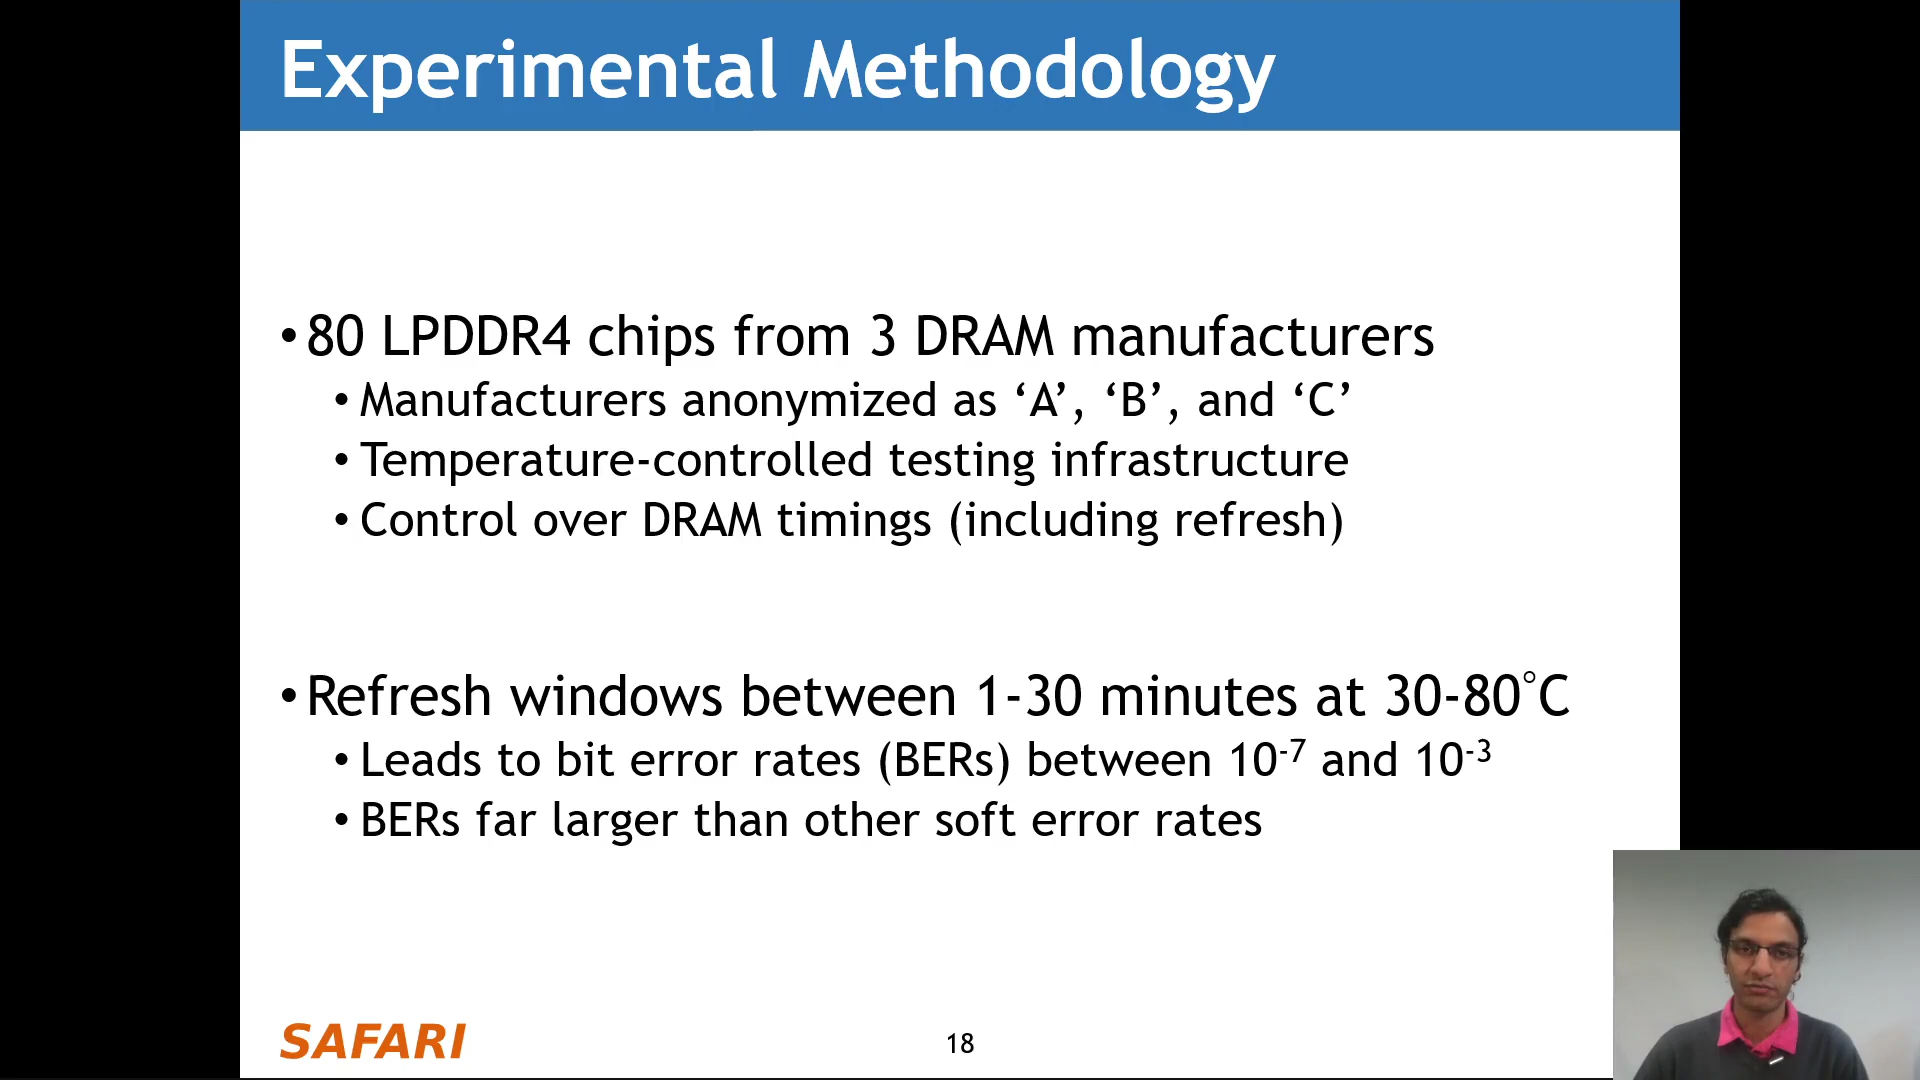 Experimental Methodology
•80 LPDDR4 chips from 3 DRAM manufacturers
•Manufacturers anonymized as ‘A’, ‘B’, and ‘C’
•Temperature-controlled testing infrastructure
•Control over DRAM timings (including refresh)
•Refresh windows between 1-30 minutes at 30-80°C
•Leads to bit error rates (BERs) between 10⁻⁷ and 10⁻³
•BERs far larger than other soft error rates
SAFARI
18